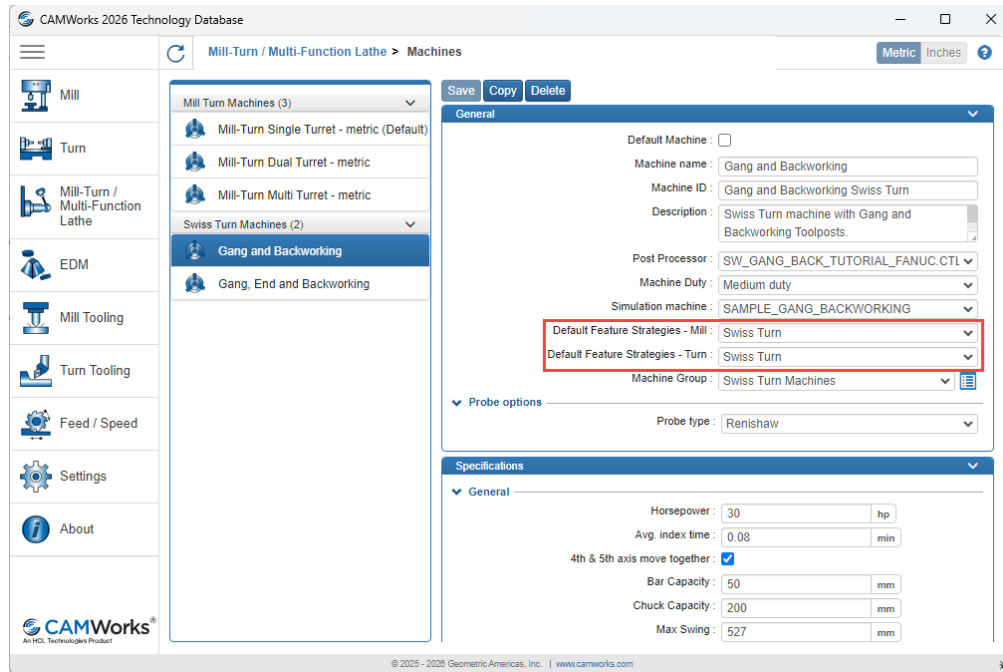 CAMWorks 2026 Technology Database
Mill-Turn / Multi-Function Lathe > Machines
Metric Inches ?
Mill
Turn
Mill-Turn /
Multi-Function
Lathe
EDM
Mill Tooling
Turn Tooling
Feed / Speed
Settings
About
CAMWorks®
An HCL Technologies Product
Mill Turn Machines (3)
Mill-Turn Single Turret - metric (Default)
Mill-Turn Dual Turret - metric
Mill-Turn Multi Turret - metric
Swiss Turn Machines (2)
Gang and Backworking
Gang, End and Backworking
Save Copy Delete
General
Default Machine :
Machine name : Gang and Backworking
Machine ID : Gang and Backworking Swiss Turn
Description : Swiss Turn machine with Gang and
Backworking Toolposts.
Post Processor : SW_GANG_BACK_TUTORIAL_FANUC.CTL
Machine Duty : Medium duty
Simulation machine : SAMPLE_GANG_BACKWORKING
Default Feature Strategies - Mill : Swiss Turn
Default Feature Strategies - Turn : Swiss Turn
Machine Group : Swiss Turn Machines
Probe options
Probe type : Renishaw
Specifications
General
Horsepower : 30 hp
Avg. index time : 0.08 min
4th & 5th axis move together :
Bar Capacity : 50 mm
Chuck Capacity : 200 mm
Max Swing : 527 mm
© 2025 - 2026 Geometric Americas, Inc. | www.camworks.com